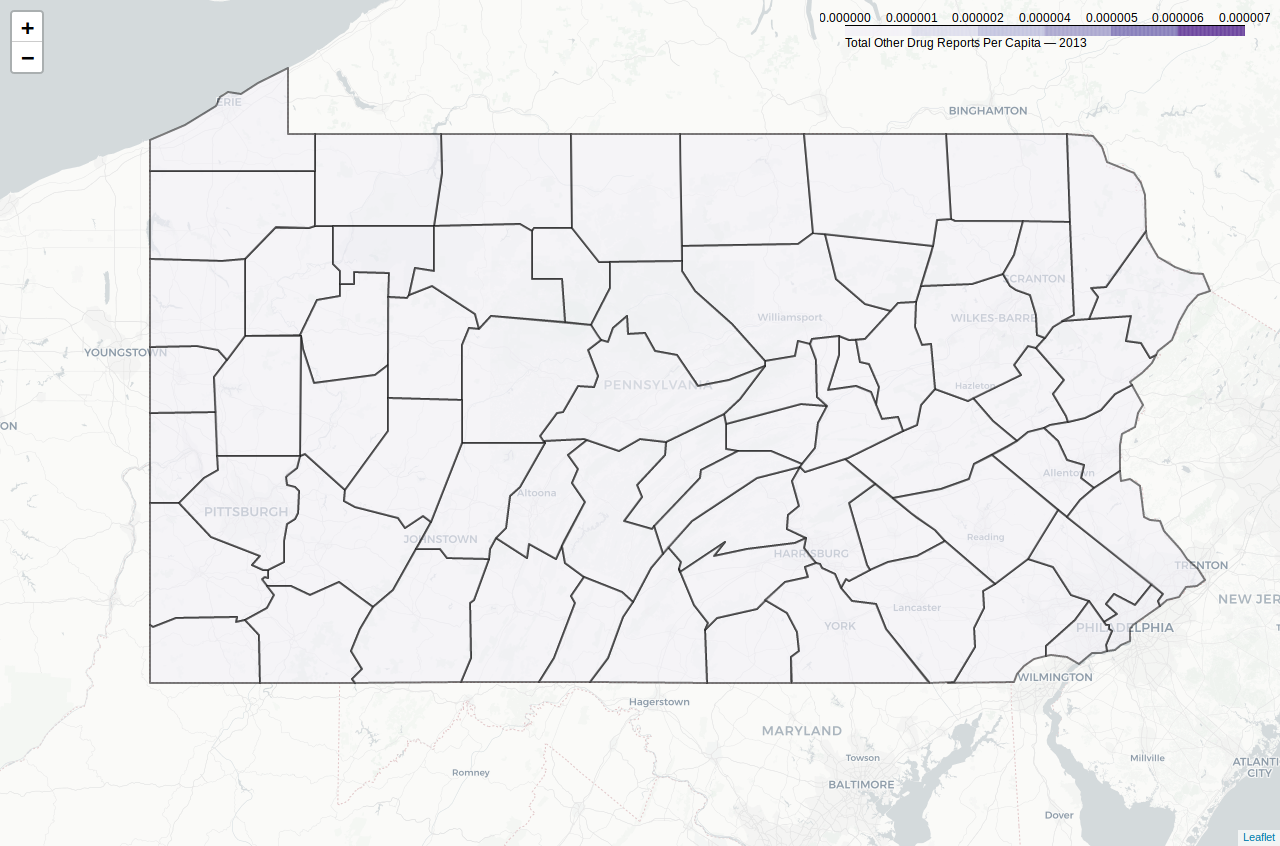 +
−
0.000000 0.000001 0.000002 0.000004 0.000005 0.000006 0.000007
Total Other Drug Reports Per Capita — 2013
ERIE
BINGHAMTON
SCRANTON
Williamsport
WILKES-BARRE
YOUNGSTOWN
PENNSYLVANIA
Hazleton
ON
Allentown
Altoona
PITTSBURGH
JOHNSTOWN
Reading
HARRISBURG
TRENTON
NEW JER
Lancaster
YORK
PHILADELPHIA
WILMINGTON
Hagerstown
MARYLAND
Towson
Millville
ATLANTI
CITY
Romney
BALTIMORE
Dover
Leaflet